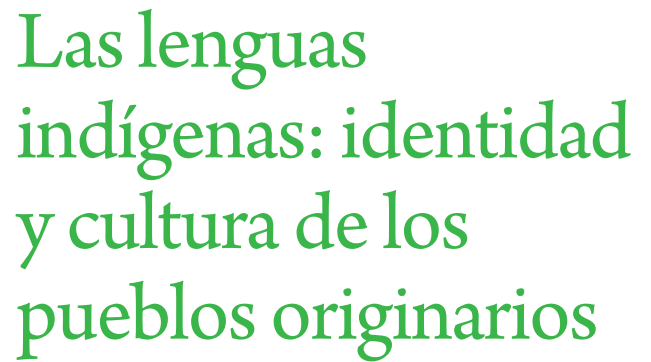 Las lenguas
indígenas: identidad
y cultura de los
pueblos originarios